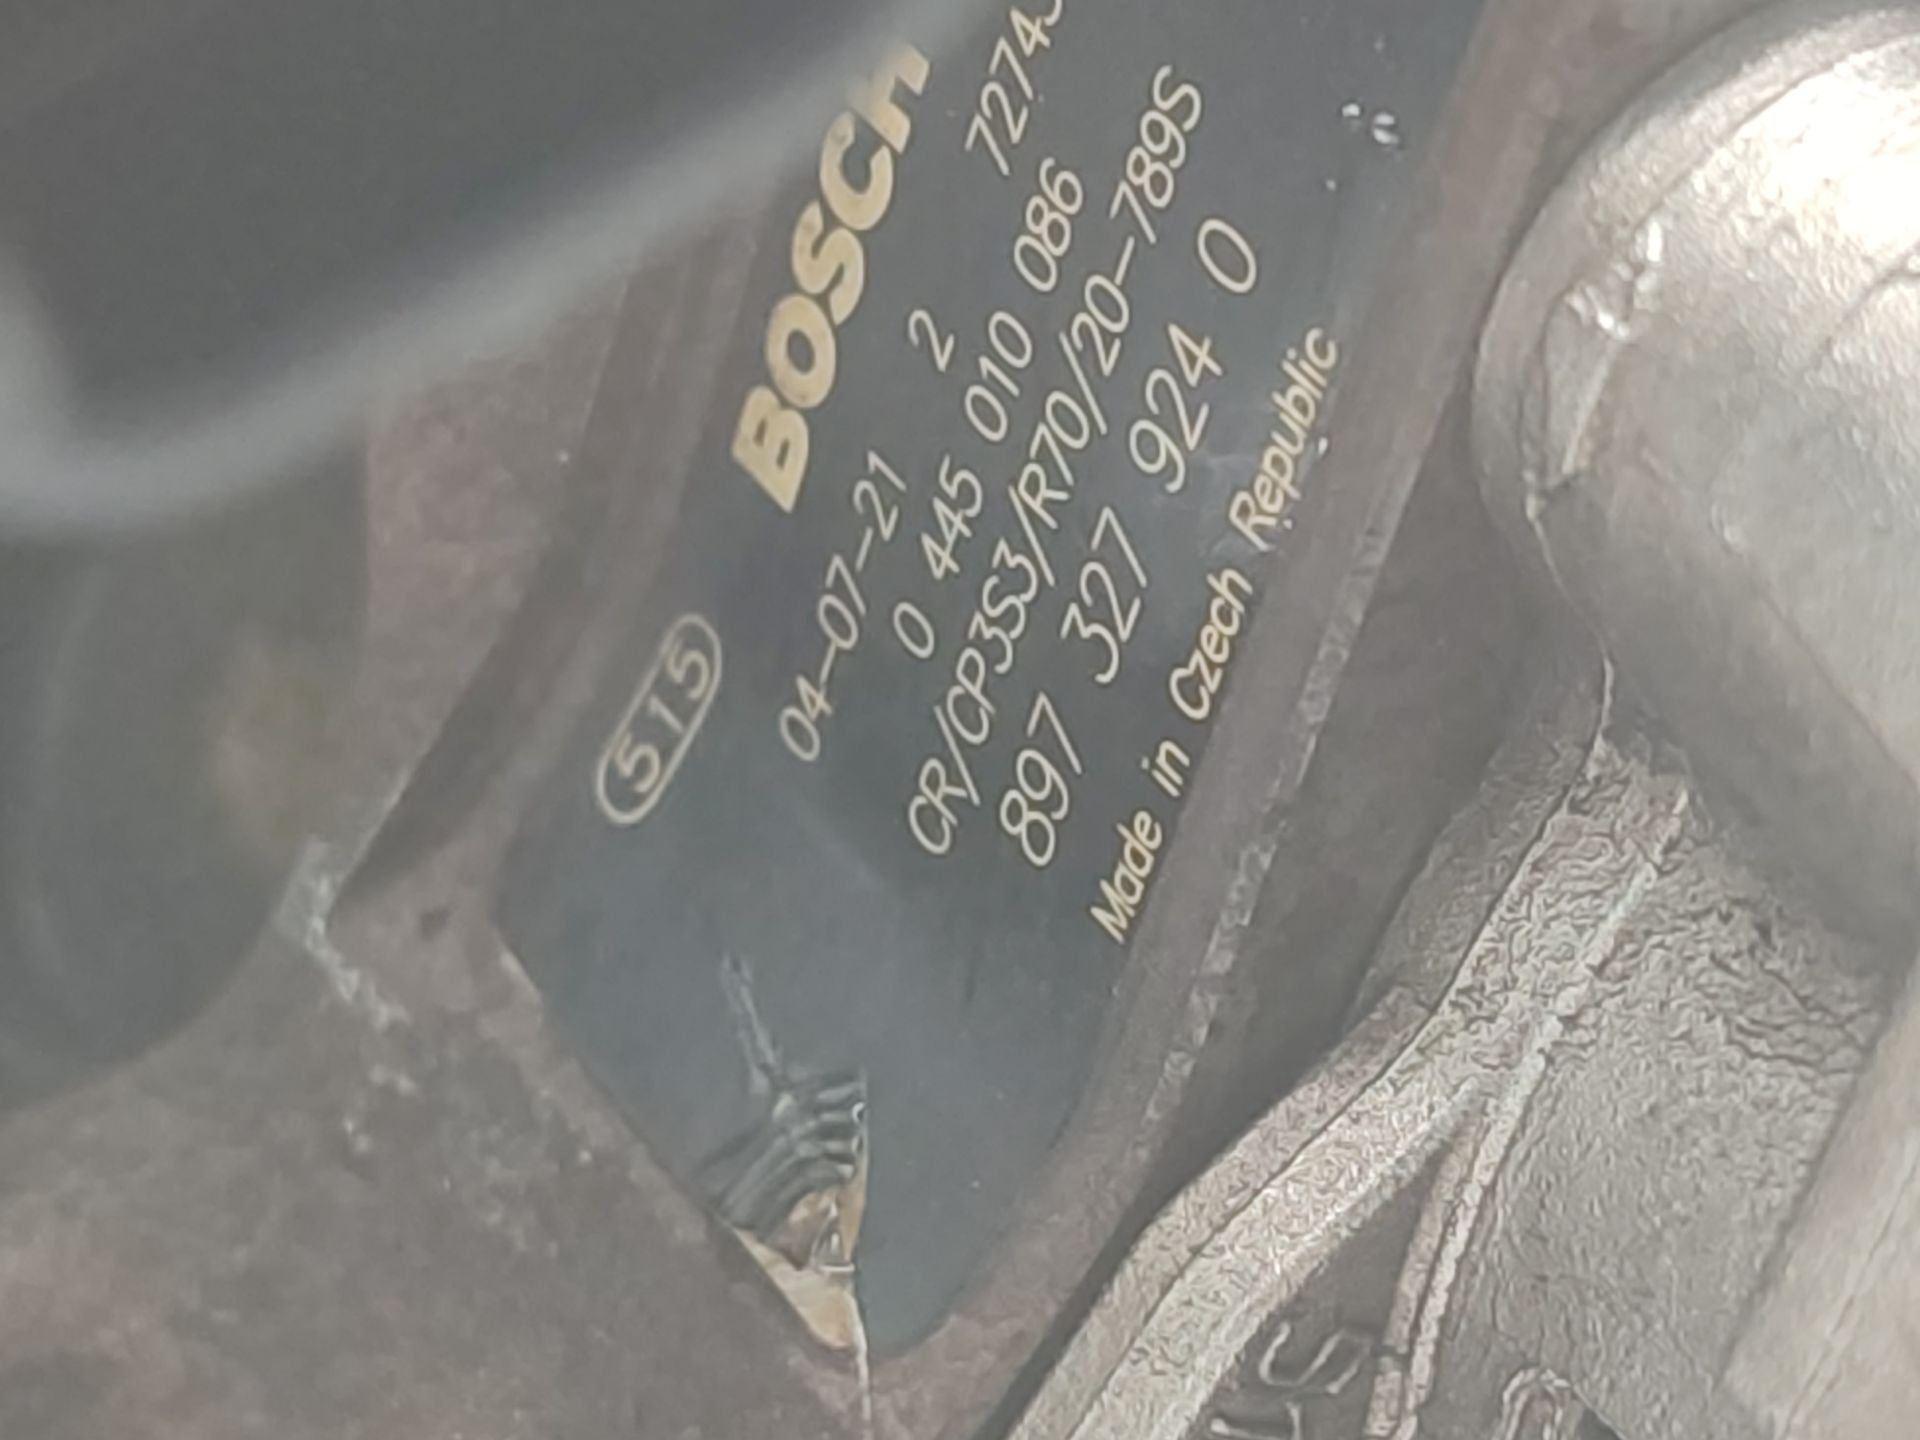 BOSCH
515
04-07-21 2 72743
0 445 010 086
CR/CP3S3/R70/20-789S
897 327 924 0
Made in Czech Republic